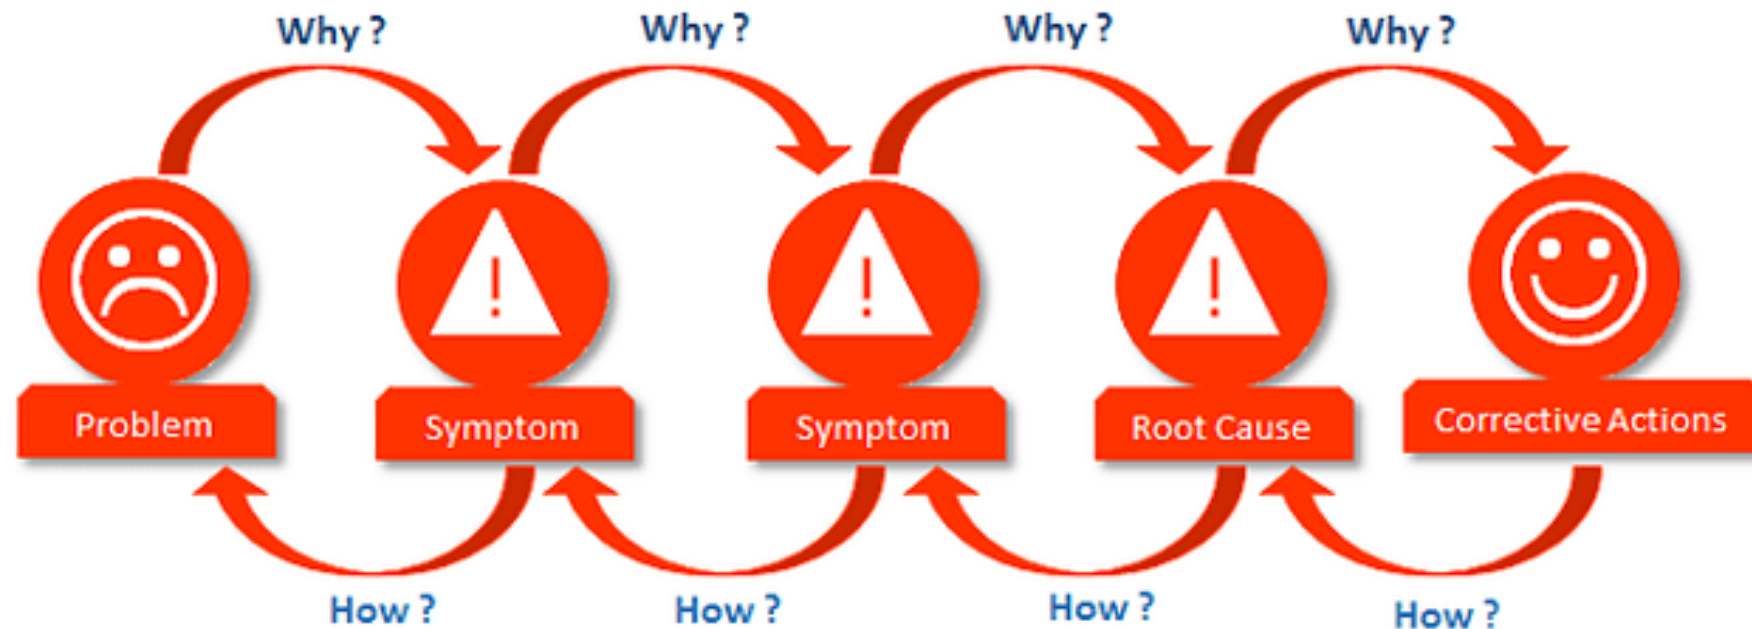 Why ?
Why ?
Why ?
Why ?
Problem
Symptom
Symptom
Root Cause
Corrective Actions
How ?
How ?
How ?
How ?